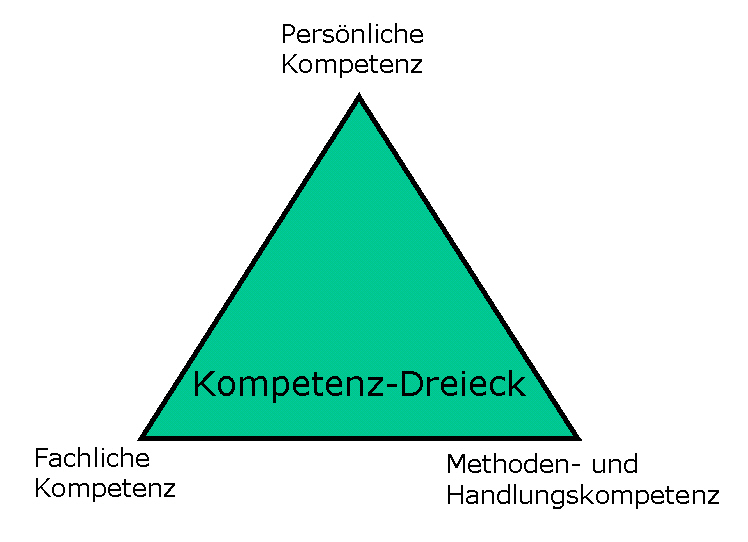 Persönliche
Kompetenz
Kompetenz-Dreieck
Fachliche
Kompetenz
Methoden- und
Handlungskompetenz